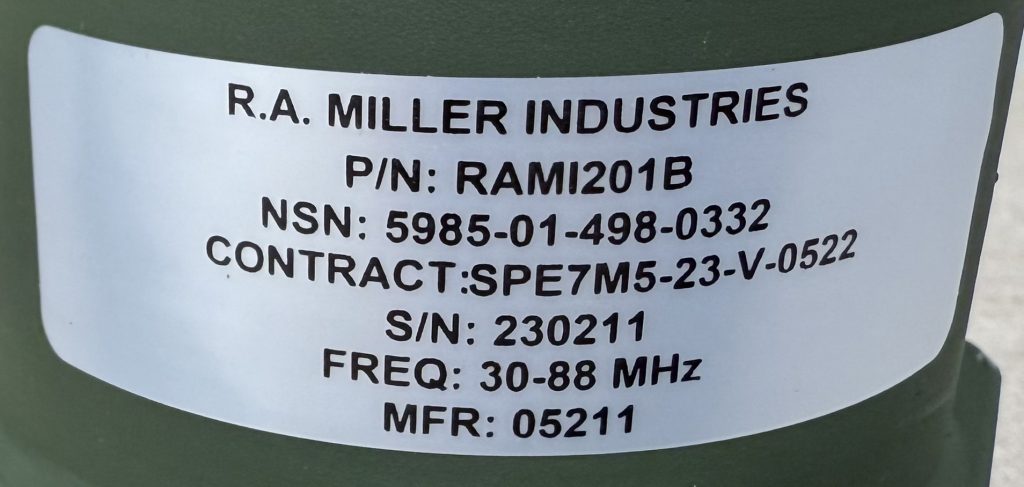 R.A. MILLER INDUSTRIES
P/N: RAMI201B
NSN: 5985-01-498-0332
CONTRACT:SPE7M5-23-V-0522
S/N: 230211
FREQ: 30-88 MHz
MFR: 05211